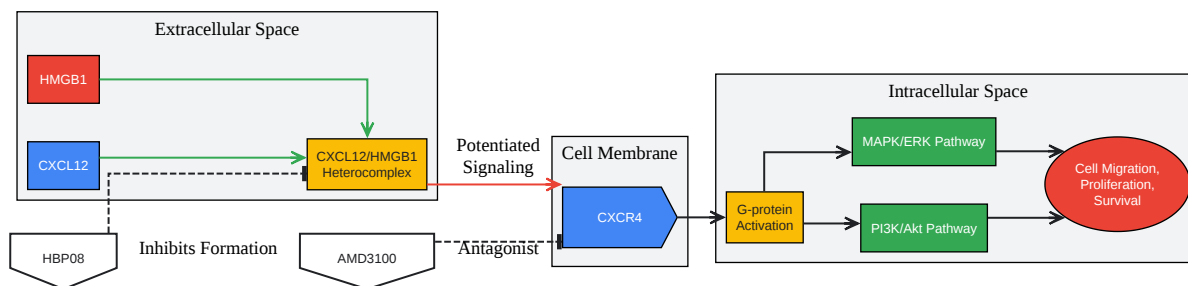 Extracellular Space
HMGB1
CXCL12
CXCL12/HMGB1
Heterocomplex
Potentiated
Signaling
Cell Membrane
CXCR4
Intracellular Space
MAPK/ERK Pathway
G-protein
Activation
PI3K/Akt Pathway
Cell Migration,
Proliferation,
Survival
HBP08
Inhibits Formation
AMD3100
Antagonist